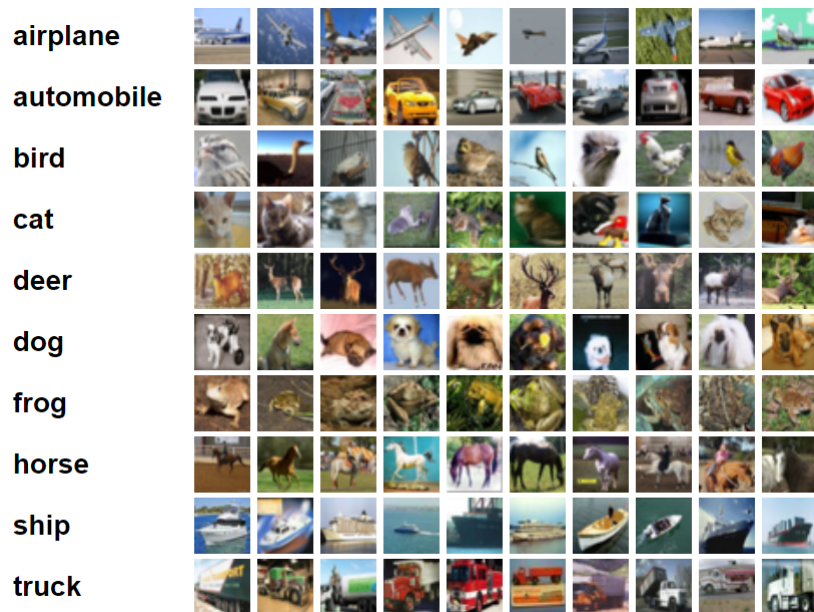 airplane
automobile
bird
cat
deer
dog
frog
horse
ship
truck